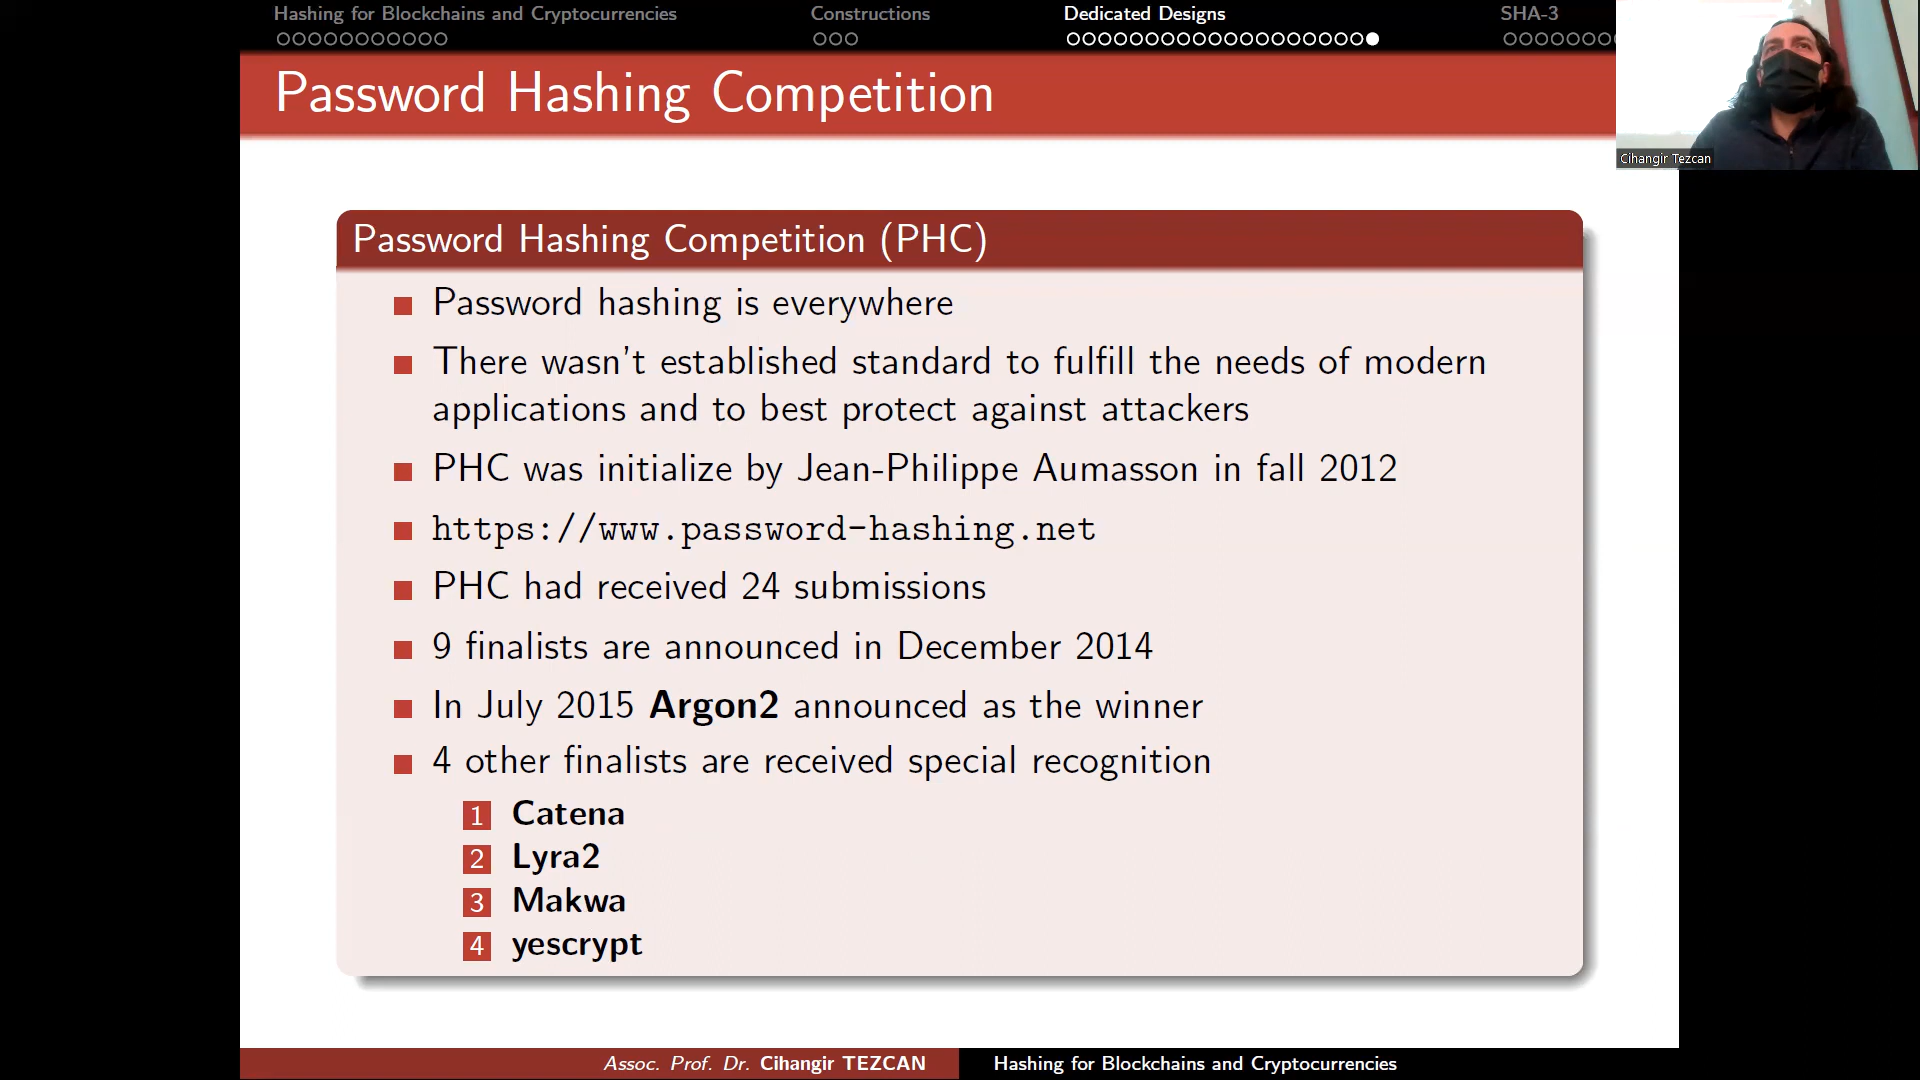 Hashing for Blockchains and Cryptocurrencies
Constructions
Dedicated Designs
SHA-3
Password Hashing Competition
Cihangir Tezcan
Password Hashing Competition (PHC)
Password hashing is everywhere
There wasn't established standard to fulfill the needs of modern
applications and to best protect against attackers
PHC was initialize by Jean-Philippe Aumasson in fall 2012
https://www.password-hashing.net
PHC had received 24 submissions
9 finalists are announced in December 2014
In July 2015 Argon2 announced as the winner
4 other finalists are received special recognition
1 Catena
2 Lyra2
3 Makwa
4 yescrypt
Assoc. Prof. Dr. Cihangir TEZCAN
Hashing for Blockchains and Cryptocurrencies